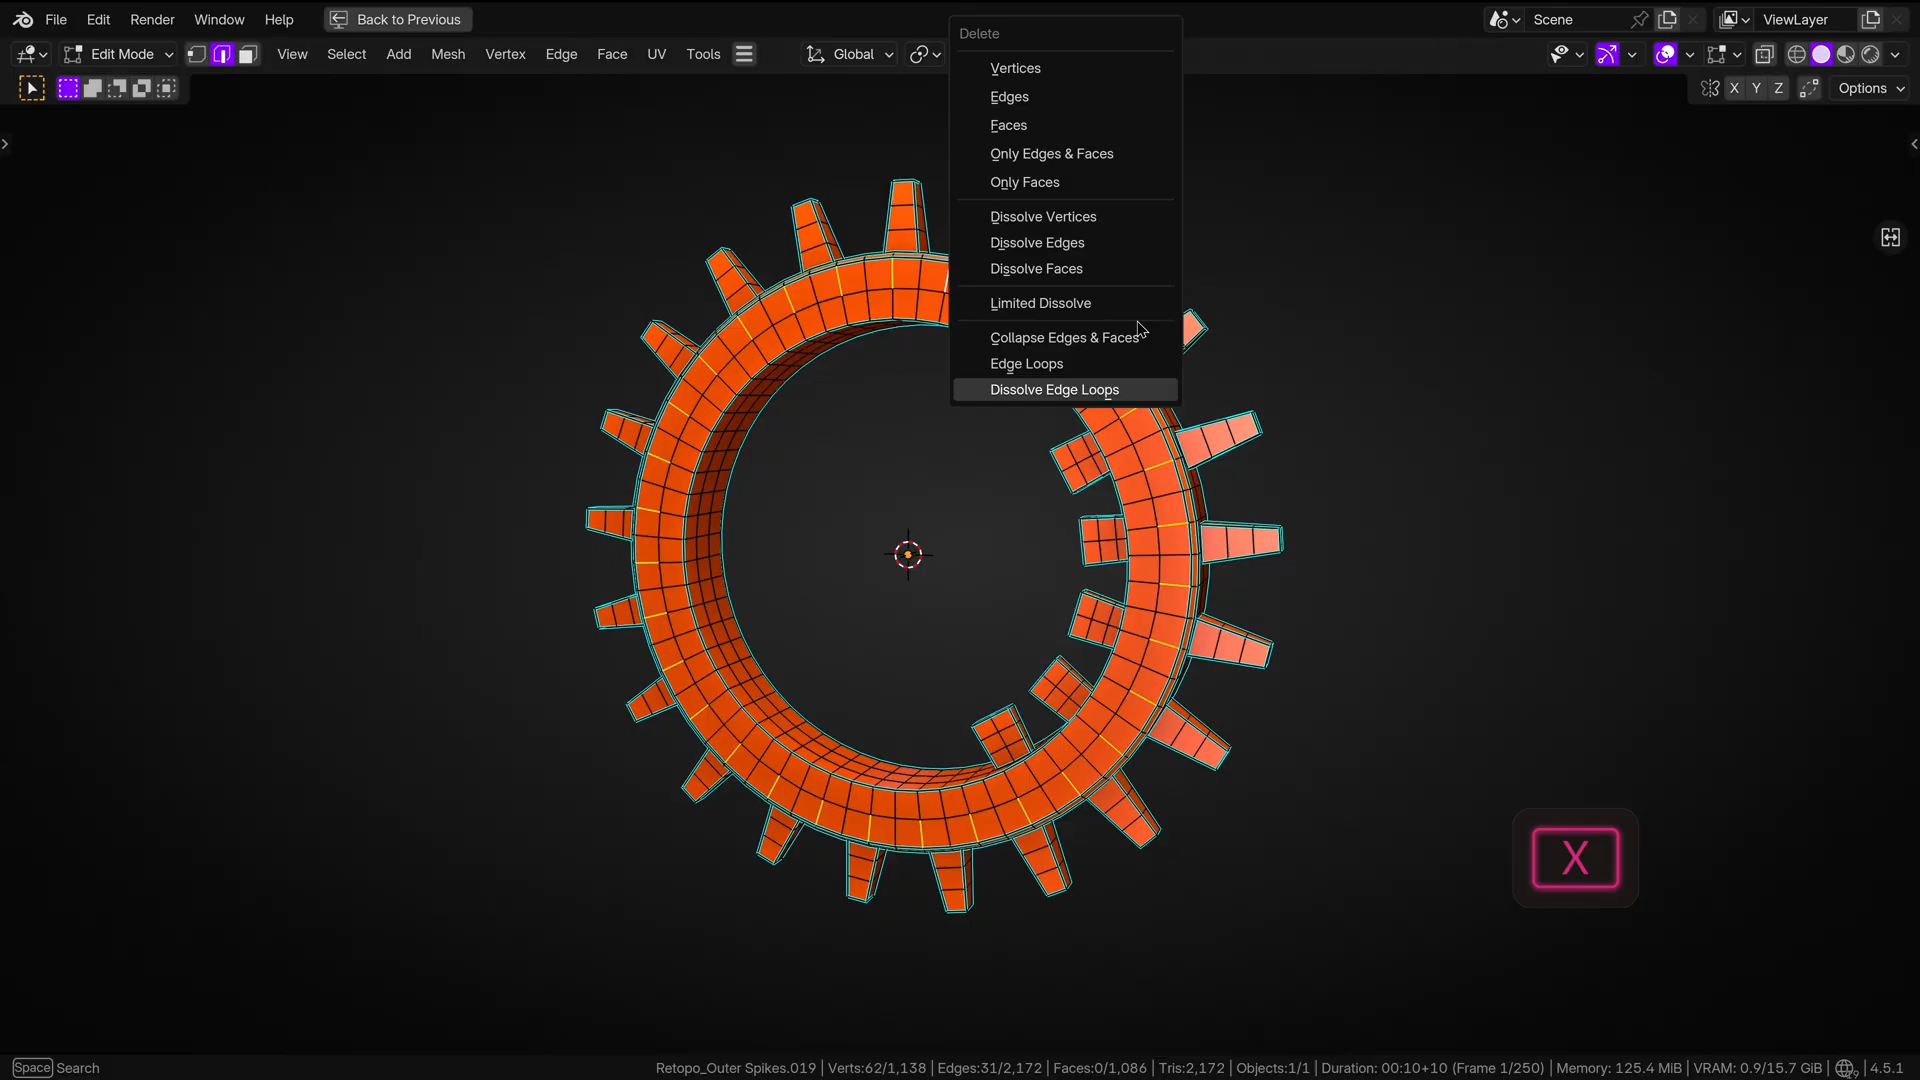 File Edit Render Window Help Back to Previous Scene ViewLayer
Edit Mode View Select Add Mesh Vertex Edge Face UV Tools Global
X Y Z Options
Delete
Vertices
Edges
Faces
Only Edges & Faces
Only Faces
Dissolve Vertices
Dissolve Edges
Dissolve Faces
Limited Dissolve
Collapse Edges & Faces
Edge Loops
Dissolve Edge Loops
X
Space Search Retopo_Outer Spikes.019 | Verts:62/1,138 | Edges:31/2,172 | Faces:0/1,086 | Tris:2,172 | Objects:1/1 | Duration: 00:10+10 (Frame 1/250) | Memory: 125.4 MiB | VRAM: 0.9/15.7 GiB | 4.5.1